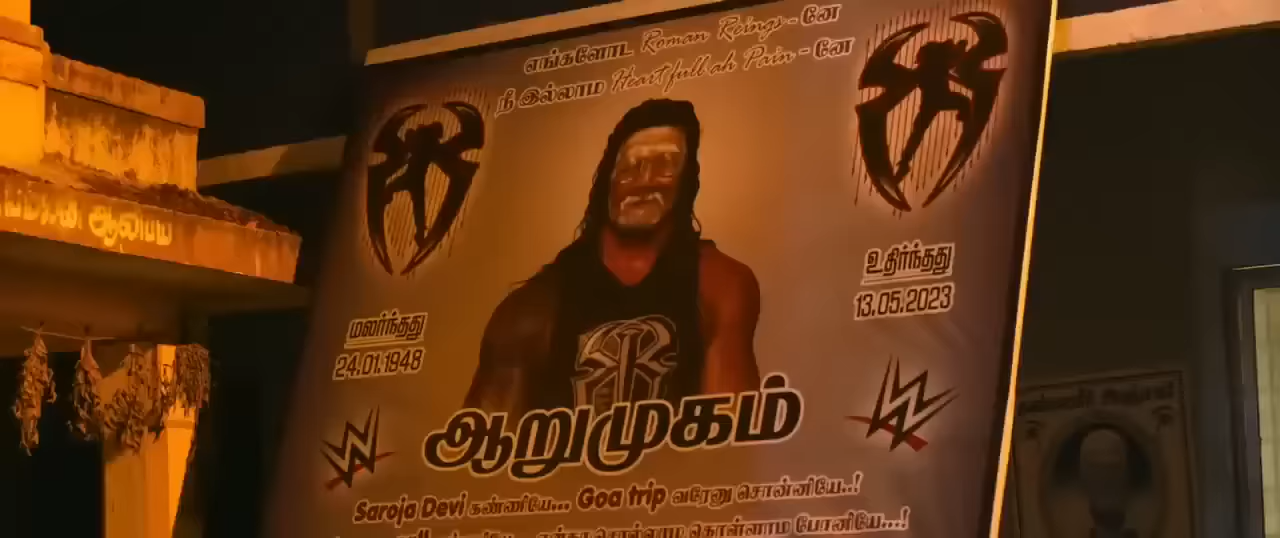 எங்களோட Roman Reings - னே
நீ இல்லாம Heart full ah Pain - னே
ஆலயம்
மலர்ந்தது
24.01.1948
உதிர்ந்தது
13.05.2023
ஆறுமுகம்
Saroja Devi கண்ணியே... Goa trip வரேனு சொன்னியே..!
சொல்லாம கொள்ளாம போனியே...!